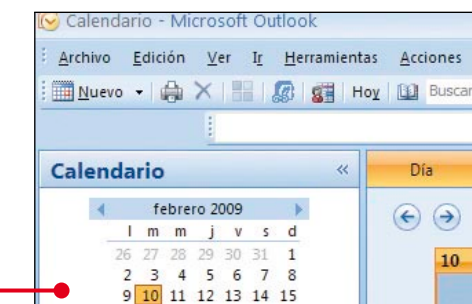 Calendario - Microsoft Outlook
Archivo Edición Ver Ir Herramientas Acciones
Nuevo Hoy Buscar
Calendario « Día
febrero 2009
l m m j v s d
26 27 28 29 30 31 1
2 3 4 5 6 7 8
9 10 11 12 13 14 15
10